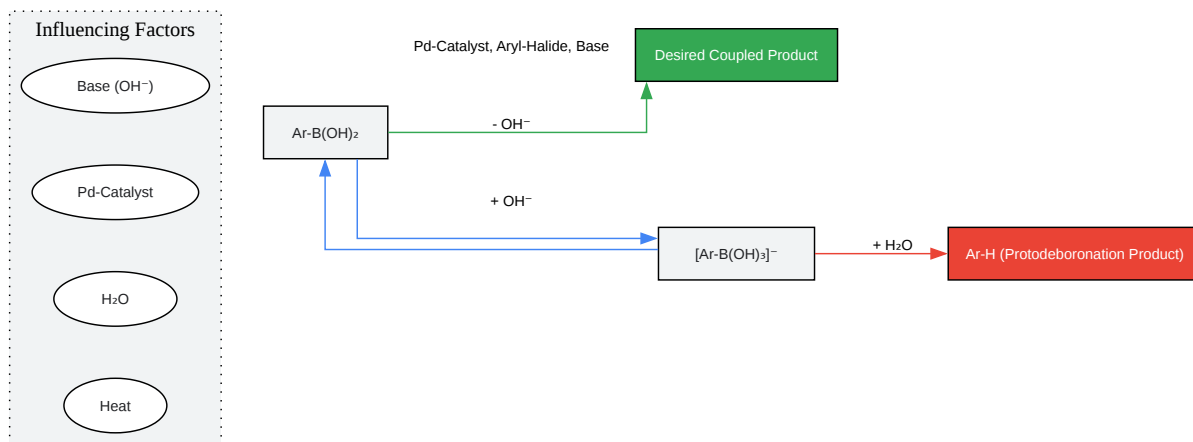 Influencing Factors
Base (OH⁻)
Pd-Catalyst
H₂O
Heat
Pd-Catalyst, Aryl-Halide, Base
Desired Coupled Product
Ar-B(OH)₂
- OH⁻
+ OH⁻
[Ar-B(OH)₃]⁻
+ H₂O
Ar-H (Protodeboronation Product)